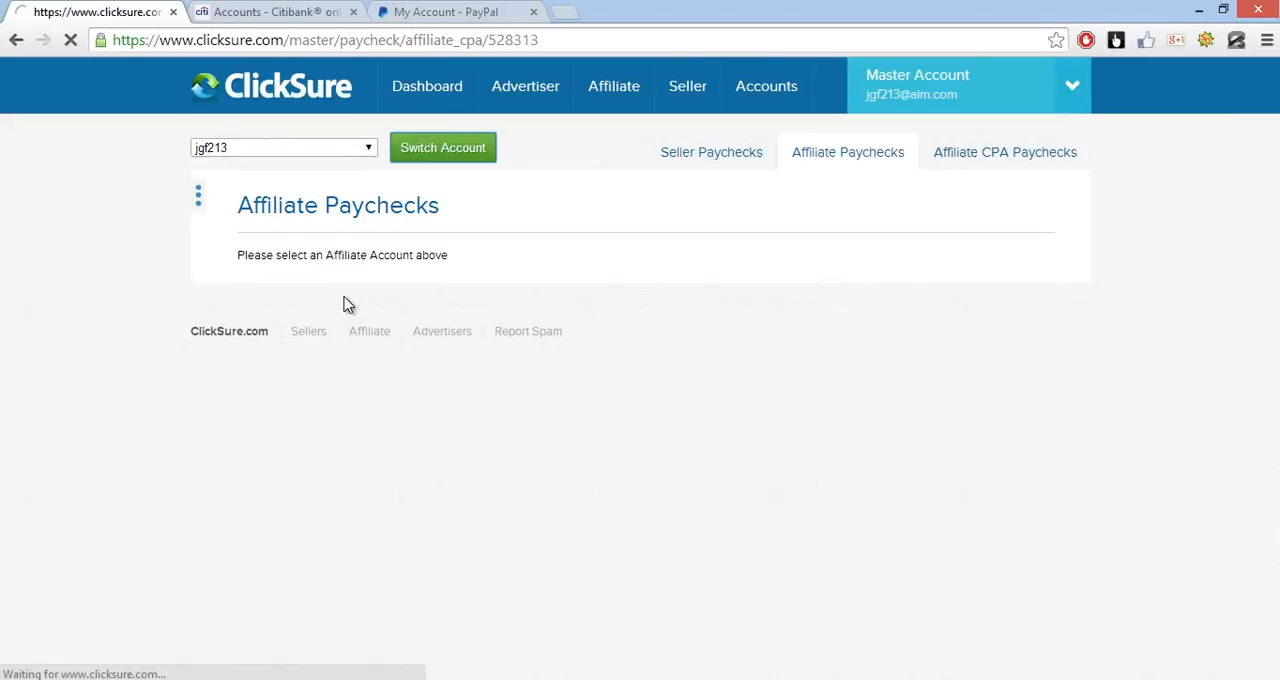 https://www.clicksure.cor
citi Accounts - Citibank® onl
My Account - PayPal
https://www.clicksure.com/master/paycheck/affiliate_cpa/528313
ClickSure
Dashboard
Advertiser
Affiliate
Seller
Accounts
Master Account
jgf213@aim.com
jgf213
Switch Account
Seller Paychecks
Affiliate Paychecks
Affiliate CPA Paychecks
Affiliate Paychecks
Please select an Affiliate Account above
ClickSure.com
Sellers
Affiliate
Advertisers
Report Spam
Waiting for www.clicksure.com...